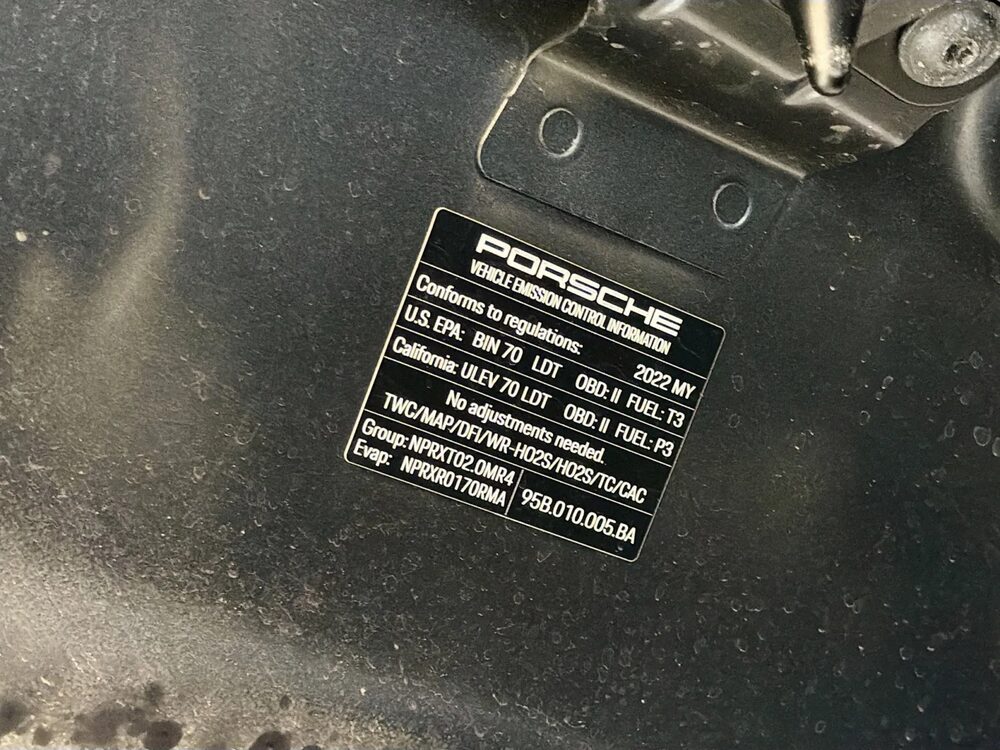 PORSCHE
VEHICLE EMISSION CONTROL INFORMATION
Conforms to regulations: 2022 MY
U.S. EPA: BIN 70 LDT OBD: II FUEL: T3
California: ULEV 70 LDT OBD: II FUEL: P3
No adjustments needed.
TWC/MAP/DFI/WR-HO2S/HO2S/TC/CAC
Group: NPRXT02.0MR4
Evap: NPRXR0170RMA
95B.010.005.BA